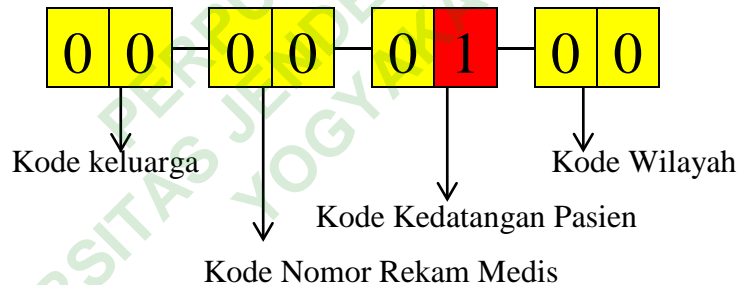 0 0 0 0 0 1 0 0
Kode keluarga
Kode Wilayah
Kode Kedatangan Pasien
Kode Nomor Rekam Medis